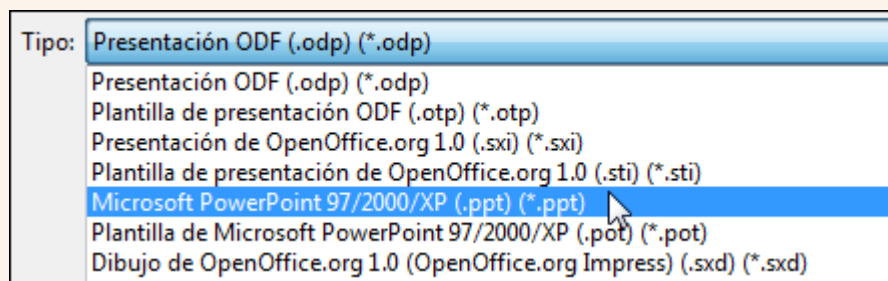 Tipo: Presentación ODF (.odp) (*.odp)
Presentación ODF (.odp) (*.odp)
Plantilla de presentación ODF (.otp) (*.otp)
Presentación de OpenOffice.org 1.0 (.sxi) (*.sxi)
Plantilla de presentación de OpenOffice.org 1.0 (.sti) (*.sti)
Microsoft PowerPoint 97/2000/XP (.ppt) (*.ppt)
Plantilla de Microsoft PowerPoint 97/2000/XP (.pot) (*.pot)
Dibujo de OpenOffice.org 1.0 (OpenOffice.org Impress) (.sxd) (*.sxd)